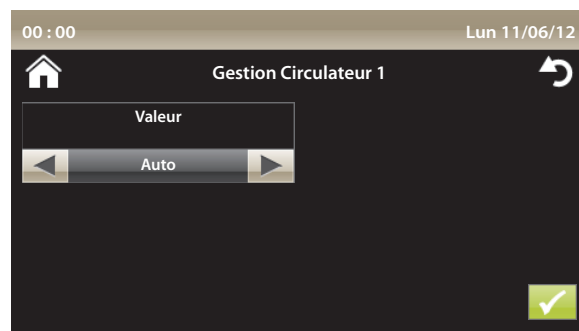 00 : 00 Lun 11/06/12
Gestion Circulateur 1
Valeur
Auto